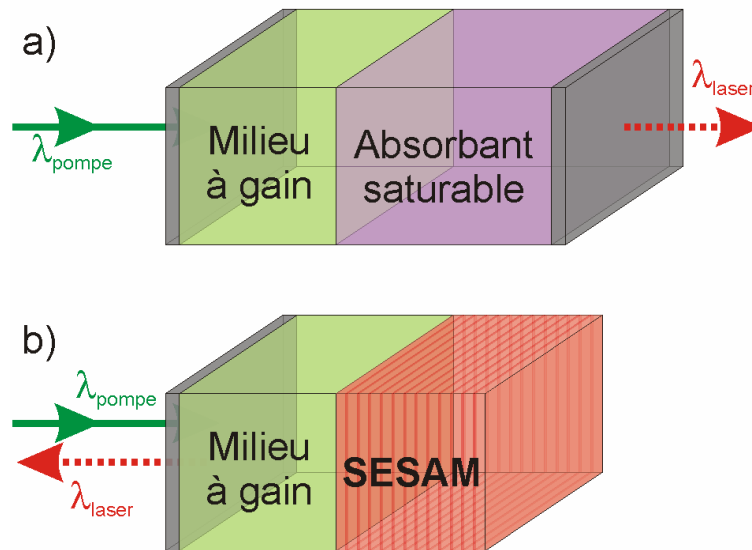 a)
λpompe
Milieu
à gain
Absorbant
saturable
λlaser
b)
λpompe
λlaser
Milieu
à gain
SESAM